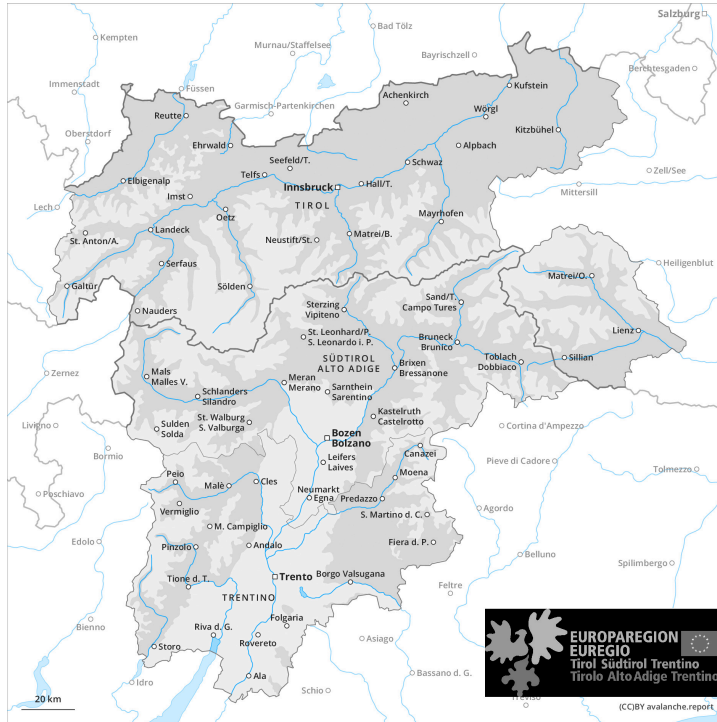 Salzburg
Kempten
Bad Tölz
Murnau/Staffelsee
Bayrischzell
Berchtesgaden
Immenstadt
Füssen
Garmisch-Partenkirchen
Achenkirch
Kufstein
Reutte
Wörgl
Oberstdorf
Kitzbühel
Ehrwald
Alpbach
Seefeld/T.
Schwaz
Telfs
Zell/See
Elbigenalp
Innsbruck
Hall/T.
Mittersill
Imst
Lech
TIROL
Oetz
Mayrhofen
Landeck
St. Anton/A.
Neustift/St.
Matrei/B.
Serfaus
Heiligenblut
Matrei/O.
Galtür
Sölden
Nauders
Sterzing
Vipiteno
Sand/T.
Campo Tures
St. Leonhard/P.
S. Leonardo i. P.
Lienz
Bruneck
Brunico
SÜDTIROL
ALTO ADIGE
Brixen
Bressanone
Toblach
Dobbiaco
Sillian
Zernez
Mals
Malles V.
Meran
Merano
Sarnthein
Sarentino
Schlanders
Silandro
Kastelruth
Castelrotto
St. Walburg
S. Valburga
Sulden
Solda
Livigno
Cortina d'Ampezzo
Bozen
Bolzano
Canazei
Bormio
Leifers
Laives
Pieve di Cadore
Tolmezzo
Moena
Peio
Malè
Cles
Neumarkt
Egna
Predazzo
Poschiavo
Vermiglio
Agordo
S. Martino d. C.
M. Campiglio
Edolo
Pinzolo
Andalo
Fiera d. P.
Belluno
Spilimbergo
Tione d. T.
Trento
Borgo Valsugana
Feltre
TRENTINO
Bienno
Folgaria
Riva d. G.
Rovereto
Asiago
Storo
Ala
Idro
Schio
Bassano d. G.
Treviso
EUROPAREGION
EUREGIO
Tirol Südtirol Trentino
Tirolo Alto Adige Trentino
20 km
(CC)BY avalanche.report